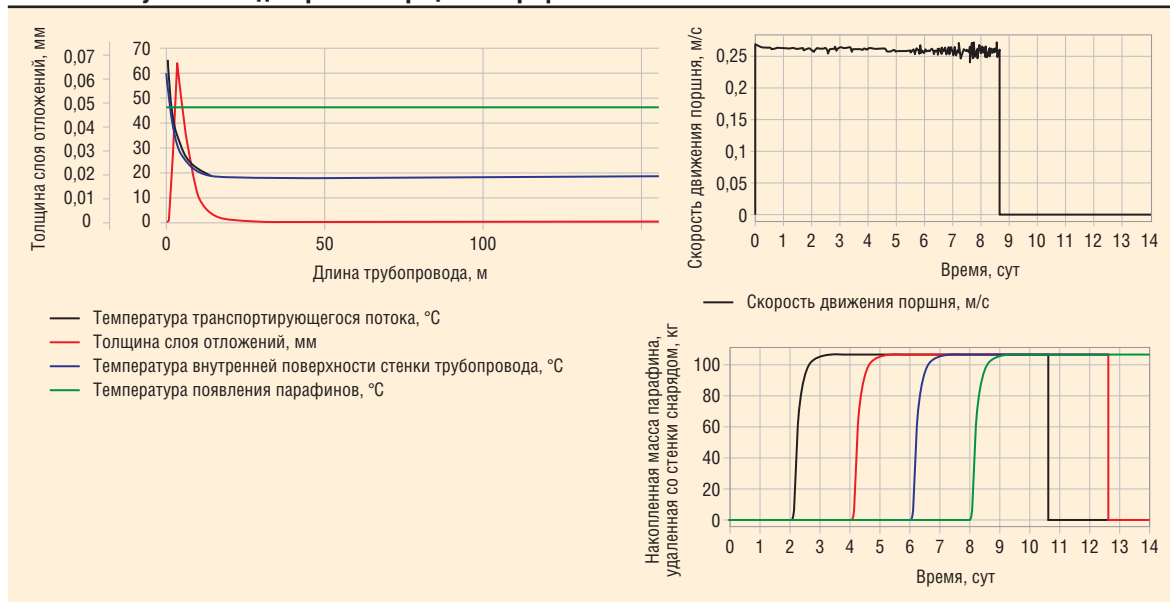 Толщина слоя отложений, мм
0,07
0,06
0,05
0,04
0,03
0,02
0,01
0
70
60
50
40
30
20
10
0
0 50 100
Длина трубопровода, м
Температура транспортирующегося потока, °С
Толщина слоя отложений, мм
Температура внутренней поверхности стенки трубопровода, °С
Температура появления парафинов, °С
Скорость движения поршня, м/с
0,25
0,2
0,15
0,1
0,05
0
0 1 2 3 4 5 6 7 8 9 10 11 12 13 14
Время, сут
Скорость движения поршня, м/с
Накопленная масса парафина,
удаленная со стенки снарядом, кг
100
80
60
40
20
0
0 1 2 3 4 5 6 7 8 9 10 11 12 13 14
Время, сут